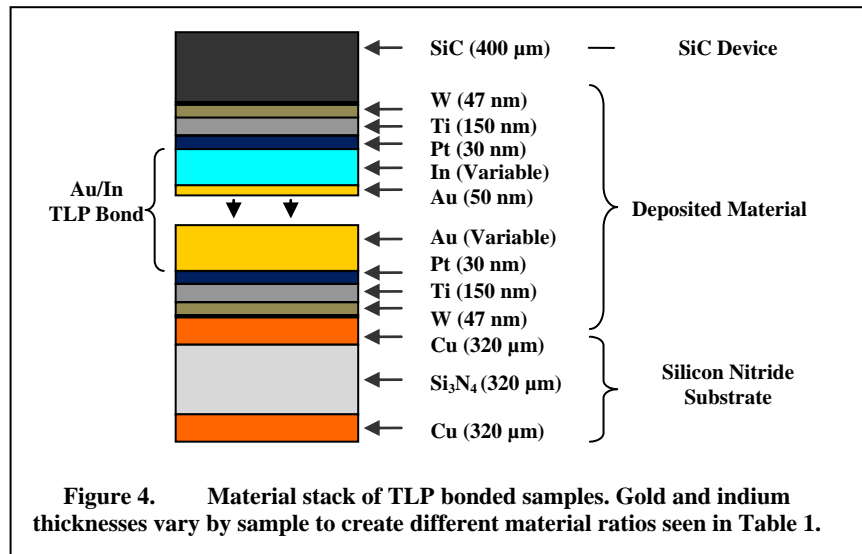 SiC (400 µm)
SiC Device
W (47 nm)
Ti (150 nm)
Pt (30 nm)
In (Variable)
Au (50 nm)
Au/In
TLP Bond
Deposited Material
Au (Variable)
Pt (30 nm)
Ti (150 nm)
W (47 nm)
Cu (320 µm)
Si₃N₄ (320 µm)
Silicon Nitride
Substrate
Cu (320 µm)
Figure 4. Material stack of TLP bonded samples. Gold and indium
thicknesses vary by sample to create different material ratios seen in Table 1.